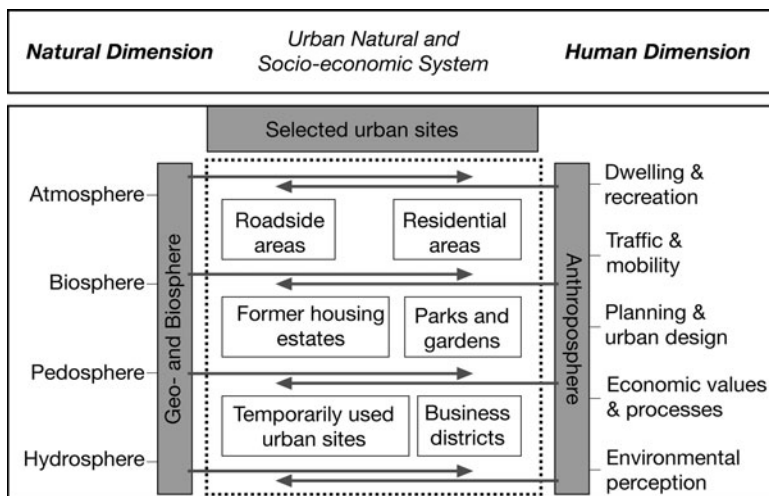 Natural Dimension
Urban Natural and
Socio-economic System
Human Dimension
Selected urban sites
Atmosphere
Biosphere
Pedosphere
Hydrosphere
Geo- and Biosphere
Roadside
areas
Residential
areas
Former housing
estates
Parks and
gardens
Temporarily used
urban sites
Business
districts
Anthroposphere
Dwelling &
recreation
Traffic &
mobility
Planning &
urban design
Economic values
& processes
Environmental
perception